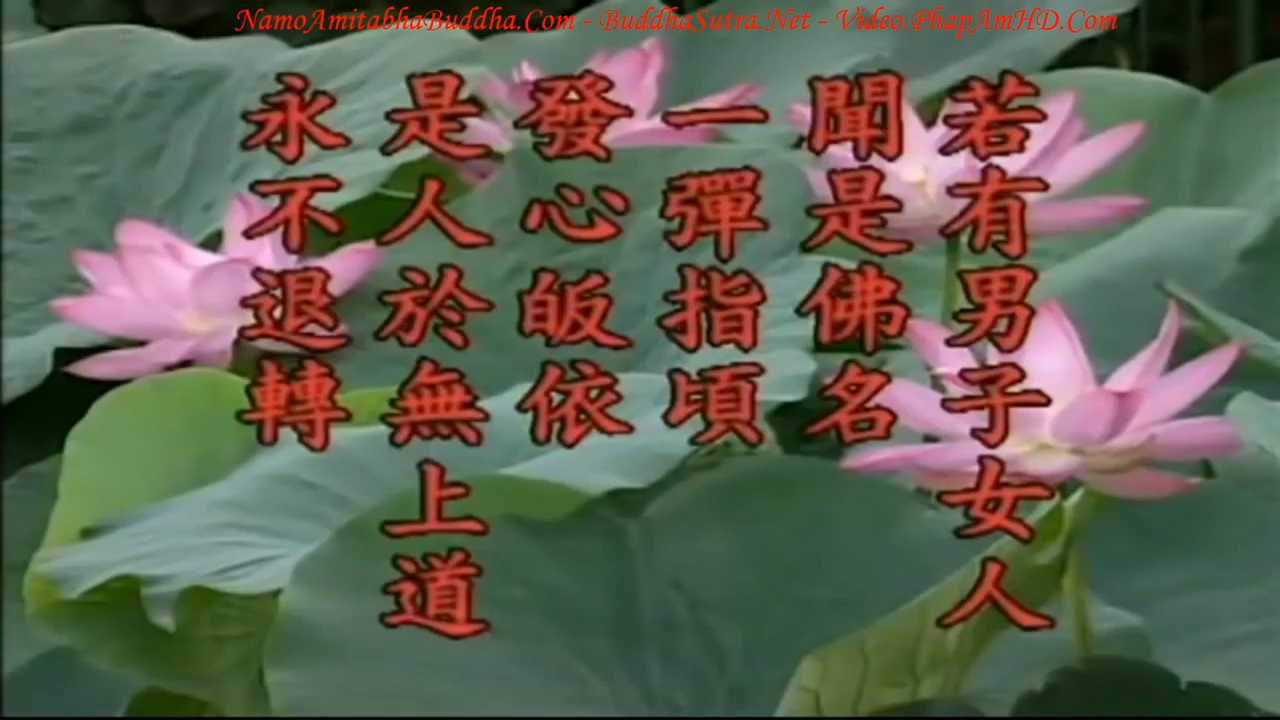 NamoAmitabhaBuddha.Com - BuddhaSutra.Net - Video.PhapAmHD.Com
若有男子女人
聞是佛名
一彈指頃
發心皈依
是人於無上道
永不退轉